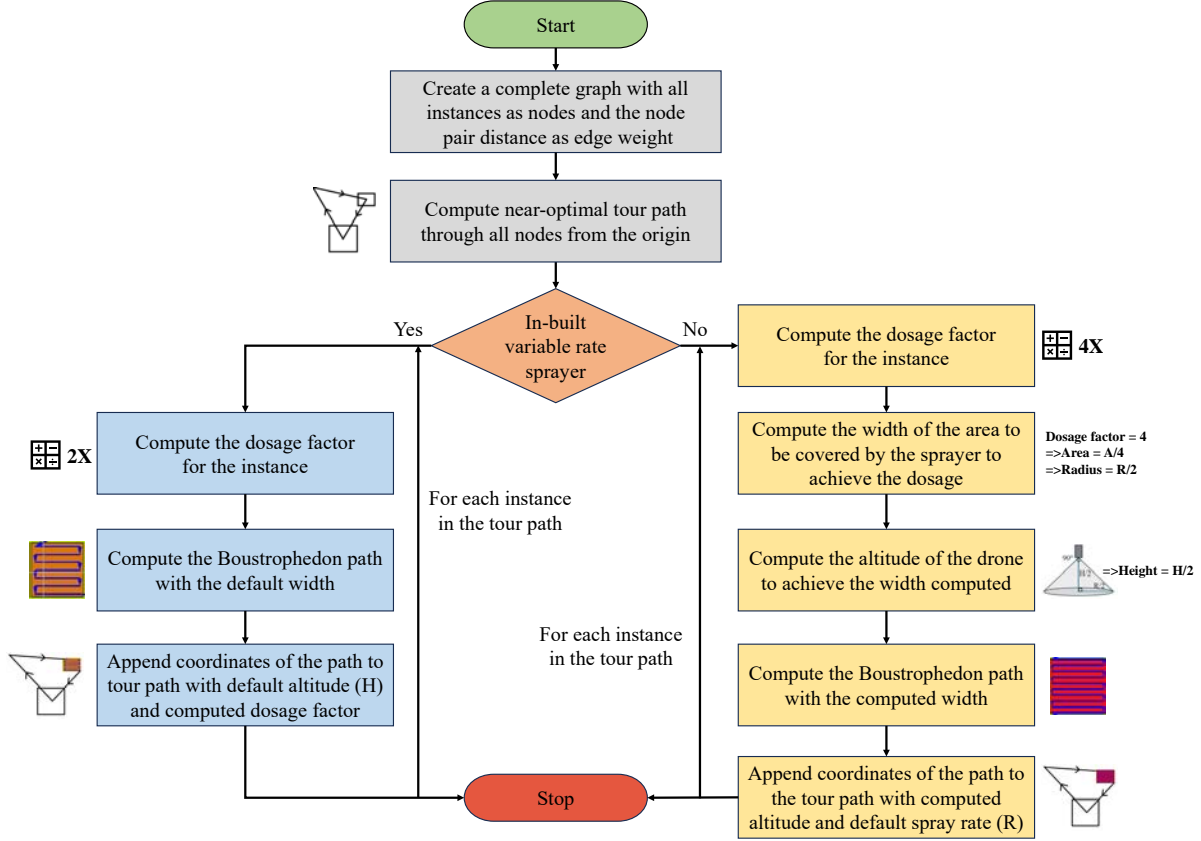 Start
Create a complete graph with all
instances as nodes and the node
pair distance as edge weight
Compute near-optimal tour path
through all nodes from the origin
In-built
variable rate
sprayer
Yes
No
Compute the dosage factor
for the instance
2X
Compute the Boustrophedon path
with the default width
Append coordinates of the path to
tour path with default altitude (H)
and computed dosage factor
For each instance
in the tour path
Compute the dosage factor
for the instance
4X
Compute the width of the area to
be covered by the sprayer to
achieve the dosage
Dosage factor = 4
=>Area = A/4
=>Radius = R/2
Compute the altitude of the drone
to achieve the width computed
90°
H/2
R/2
=>Height = H/2
For each instance
in the tour path
Compute the Boustrophedon path
with the computed width
Append coordinates of the path to
the tour path with computed
altitude and default spray rate (R)
Stop